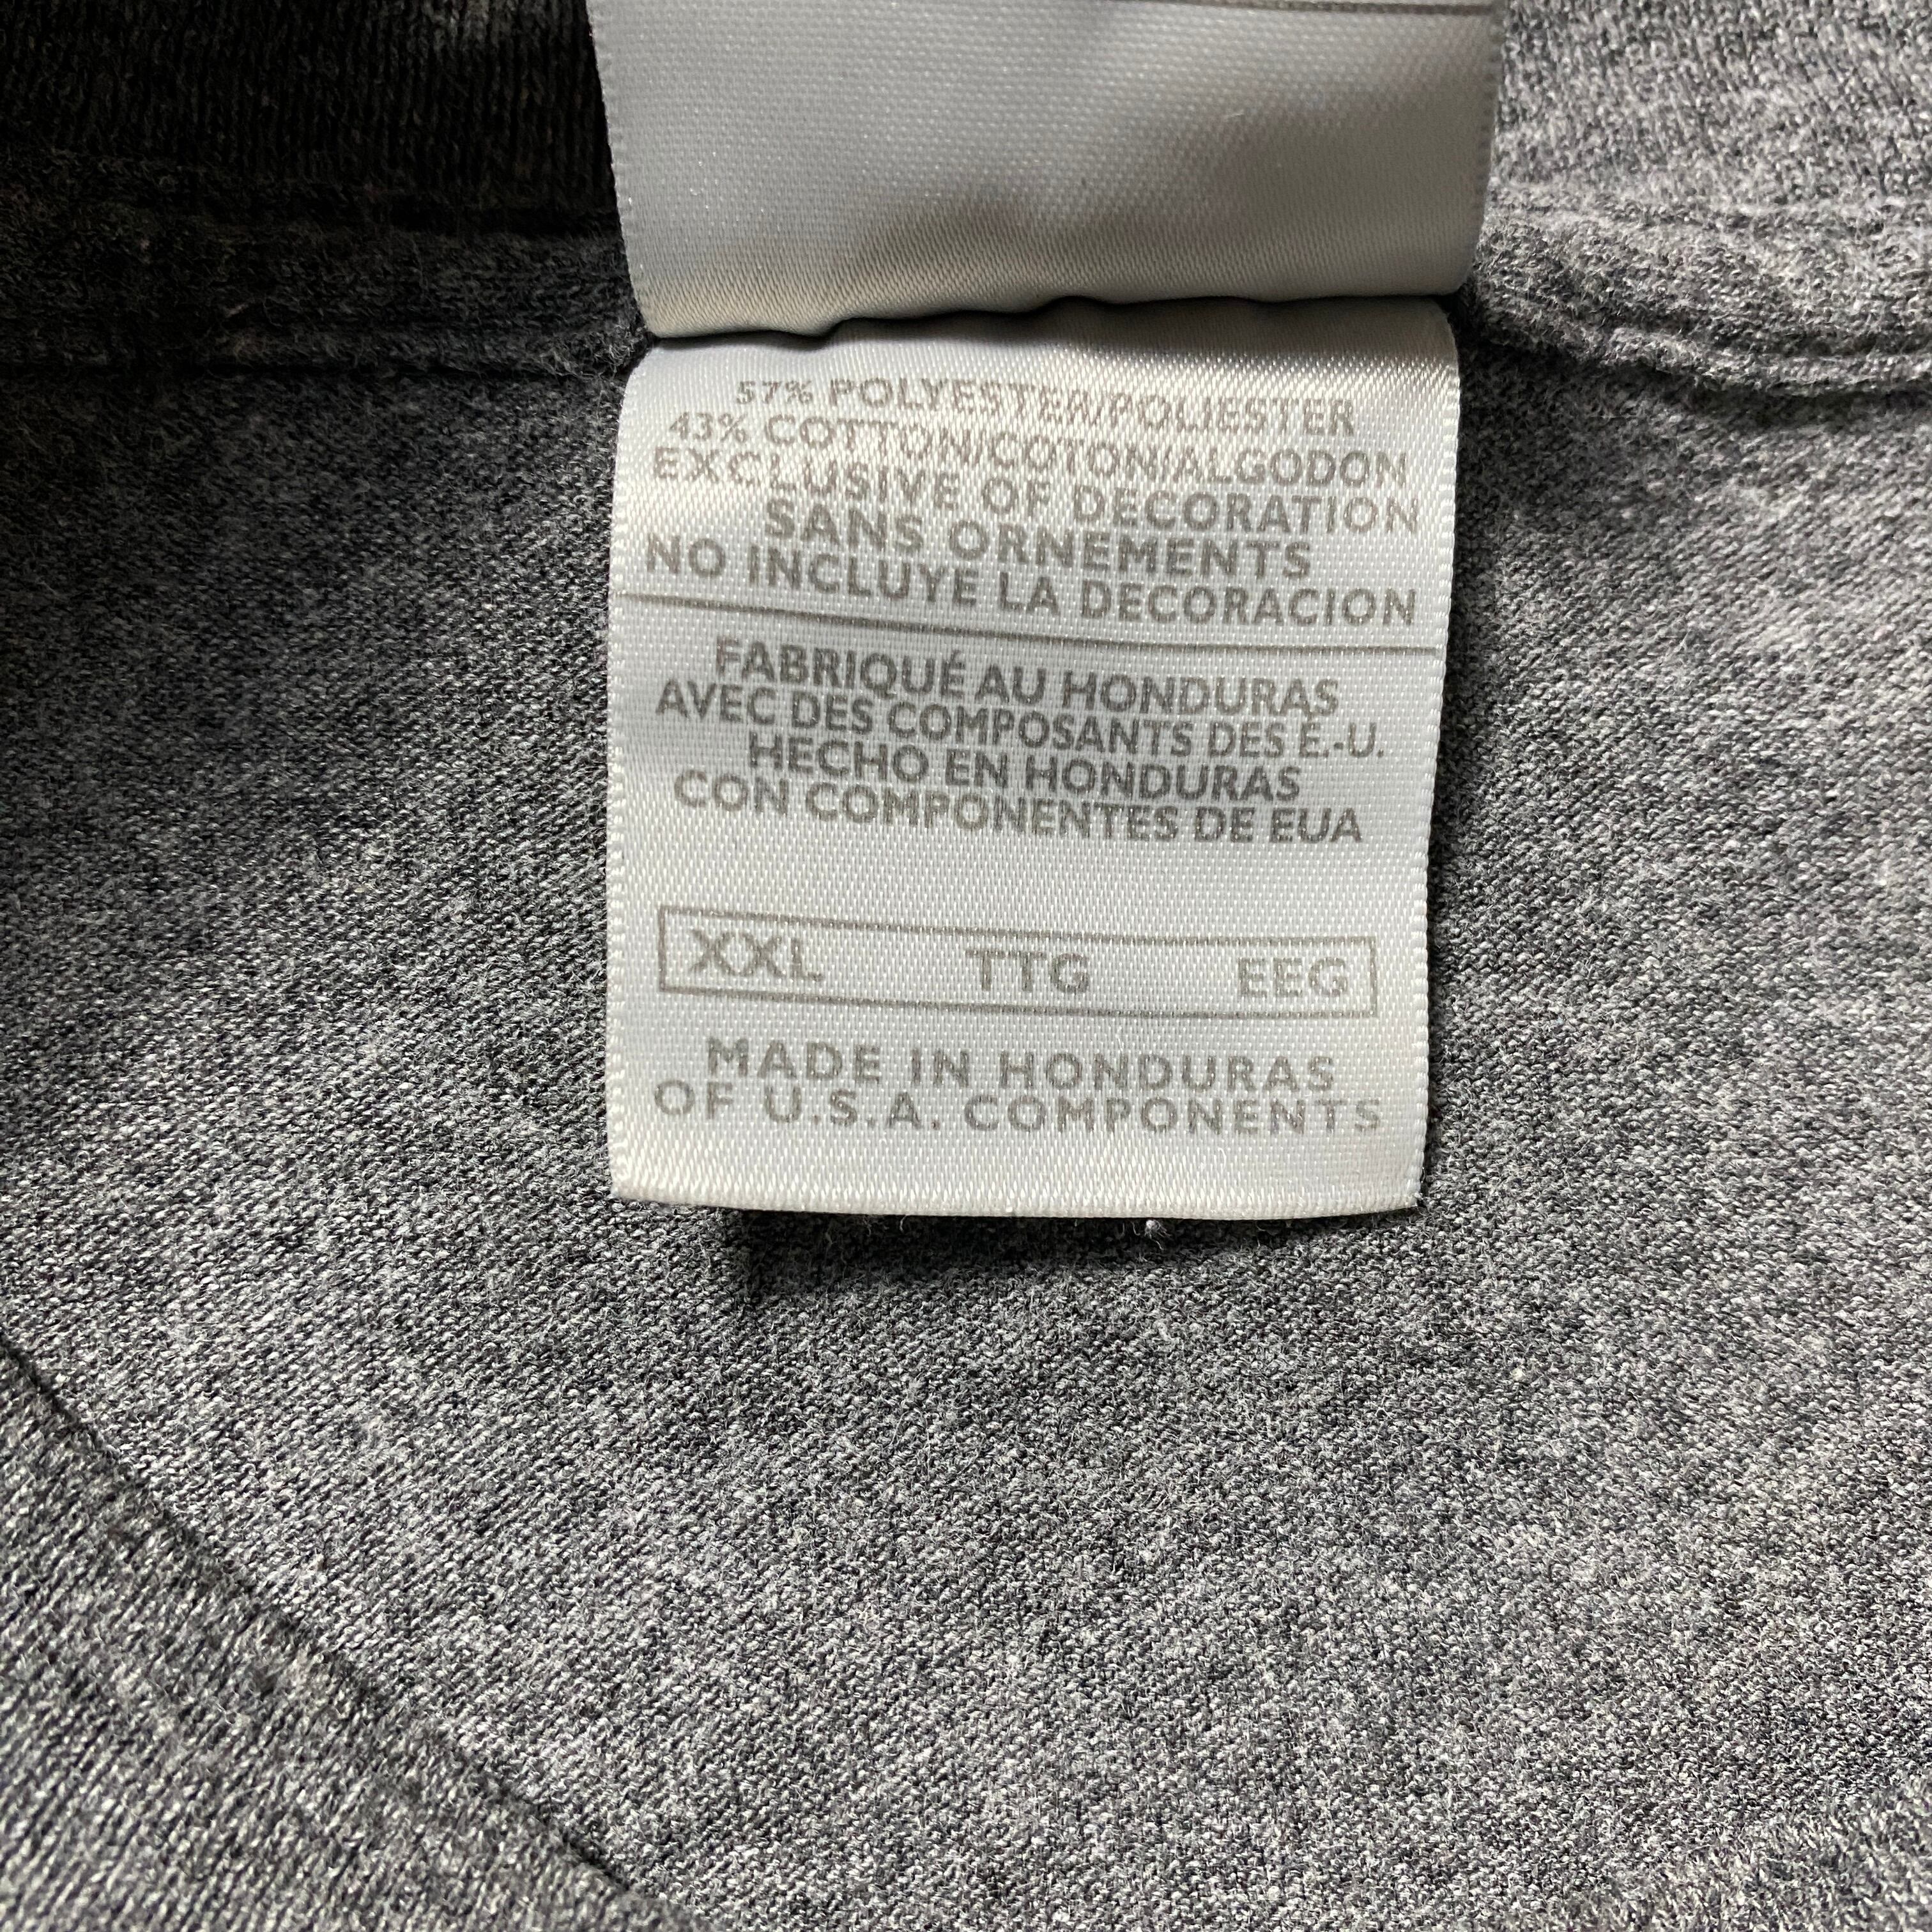 57% POLYESTER/POLIESTER
43% COTTON/COTON/ALGODON
EXCLUSIVE OF DECORATION
SANS ORNEMENTS
NO INCLUYE LA DECORACION
FABRIQUÉ AU HONDURAS
AVEC DES COMPOSANTS DES É.-U.
HECHO EN HONDURAS
CON COMPONENTES DE EUA
XXL TTG EEG
MADE IN HONDURAS
OF U.S.A. COMPONENTS